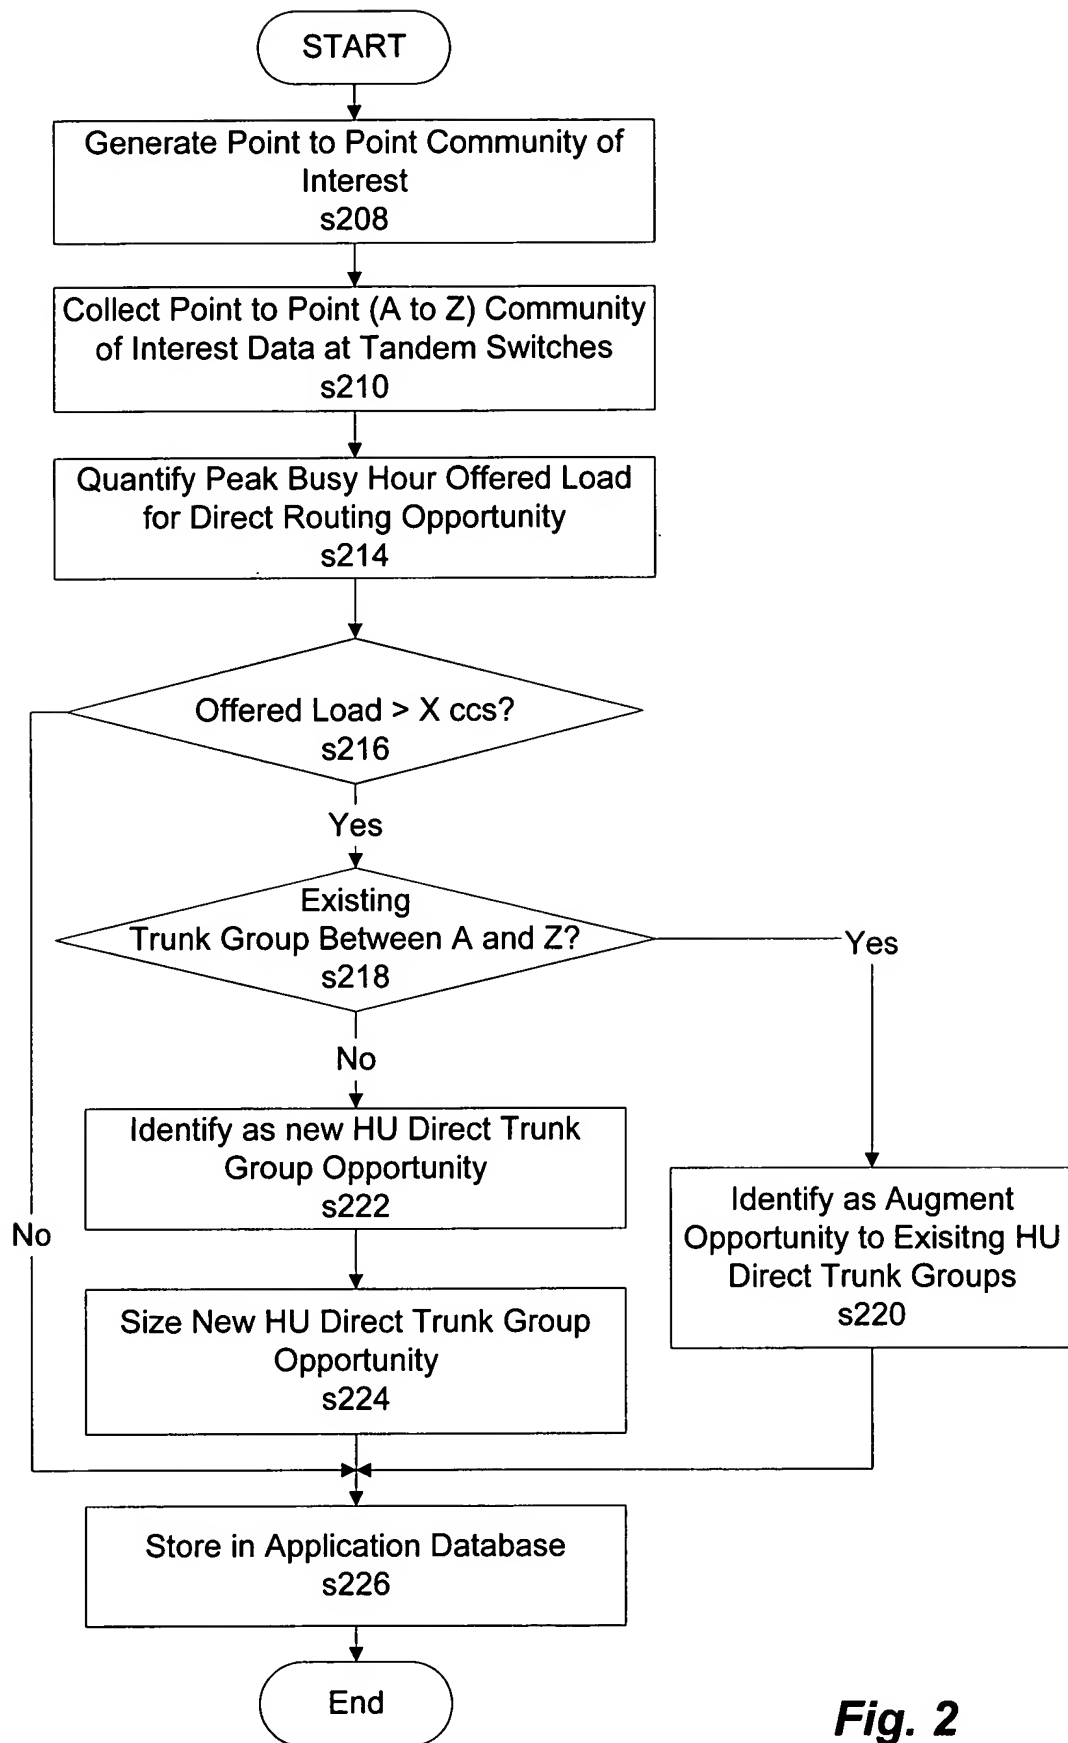 START
Generate Point to Point Community of
Interest
s208
Collect Point to Point (A to Z) Community
of Interest Data at Tandem Switches
s210
Quantify Peak Busy Hour Offered Load
for Direct Routing Opportunity
s214
Offered Load > X ccs?
s216
Yes
Existing
Trunk Group Between A and Z?
s218
Yes
No
Identify as new HU Direct Trunk
Group Opportunity
s222
Identify as Augment
Opportunity to Exisitng HU
Direct Trunk Groups
s220
No
Size New HU Direct Trunk Group
Opportunity
s224
Store in Application Database
s226
End
Fig. 2